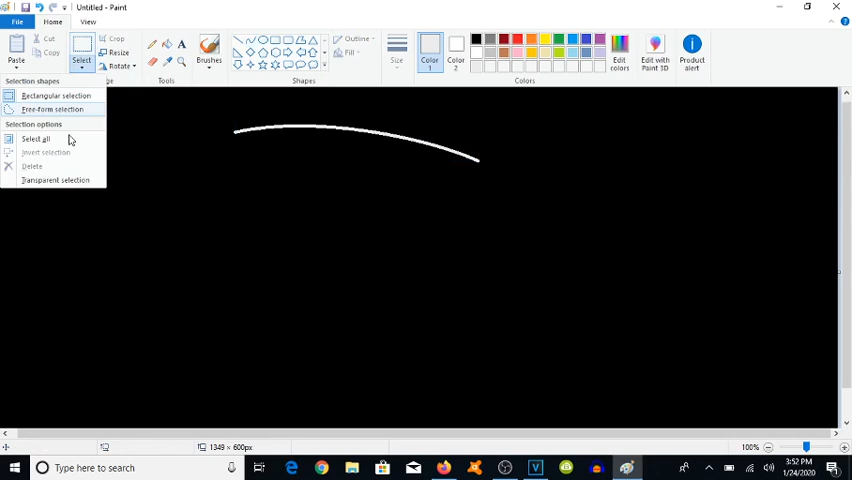 Untitled - Paint
File Home View
Paste
Cut
Copy
Select
Crop
Resize
Rotate
Tools
Brushes
Shapes
Outline
Fill
Size
Color 1
Color 2
Colors
Edit colors
Edit with Paint 3D
Product alert
Selection shapes
Rectangular selection
Free-form selection
Selection options
Select all
Invert selection
Delete
Transparent selection
1349 × 600px
100%
Type here to search
3:52 PM
1/24/2020